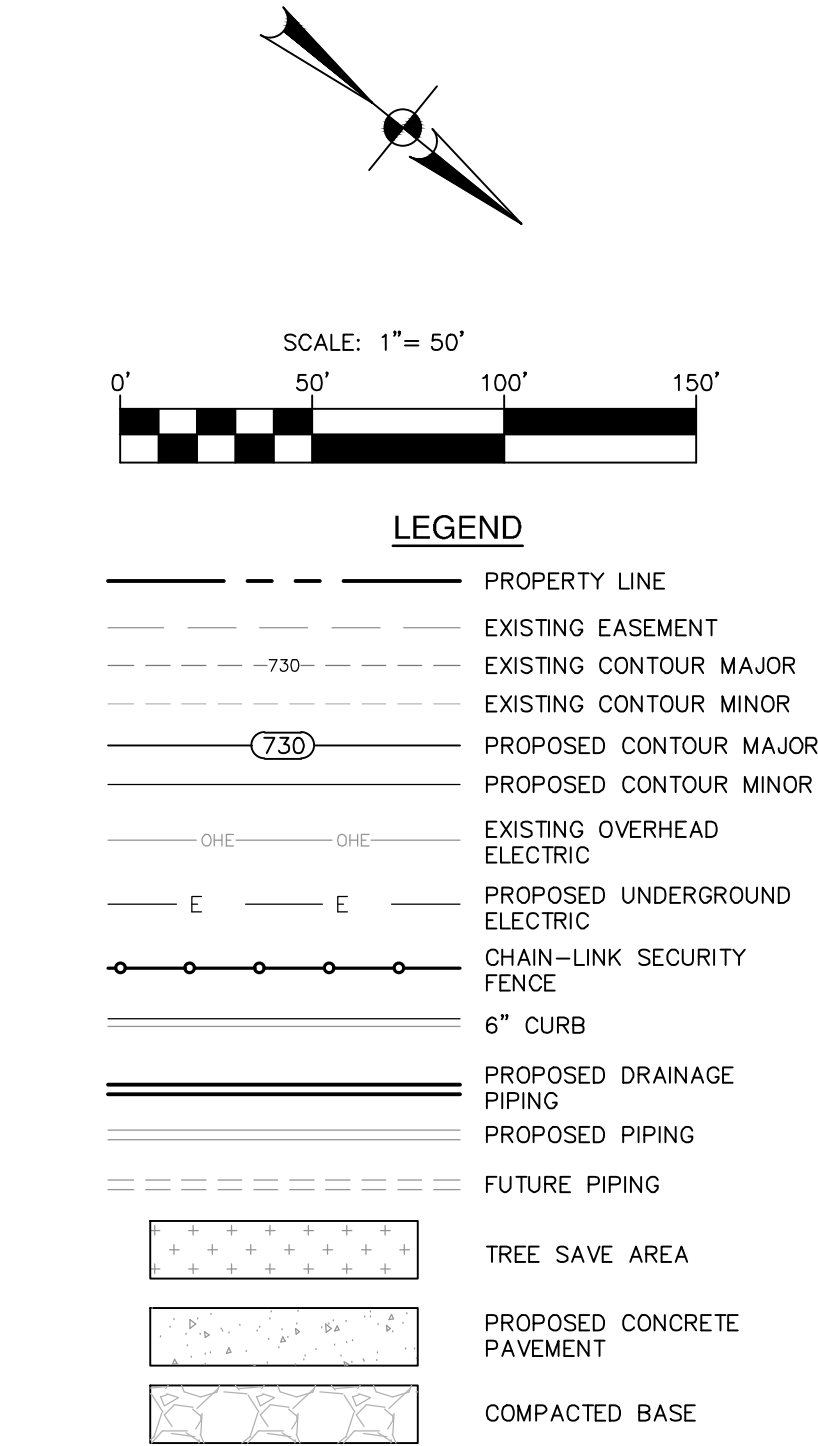 SCALE: 1”= 50’
0’ 50’ 100’ 150’
LEGEND
PROPERTY LINE
EXISTING EASEMENT
730 EXISTING CONTOUR MAJOR
EXISTING CONTOUR MINOR
730 PROPOSED CONTOUR MAJOR
PROPOSED CONTOUR MINOR
OHE OHE EXISTING OVERHEAD
ELECTRIC
E E PROPOSED UNDERGROUND
ELECTRIC
CHAIN–LINK SECURITY
FENCE
6” CURB
PROPOSED DRAINAGE
PIPING
PROPOSED PIPING
FUTURE PIPING
TREE SAVE AREA
PROPOSED CONCRETE
PAVEMENT
COMPACTED BASE